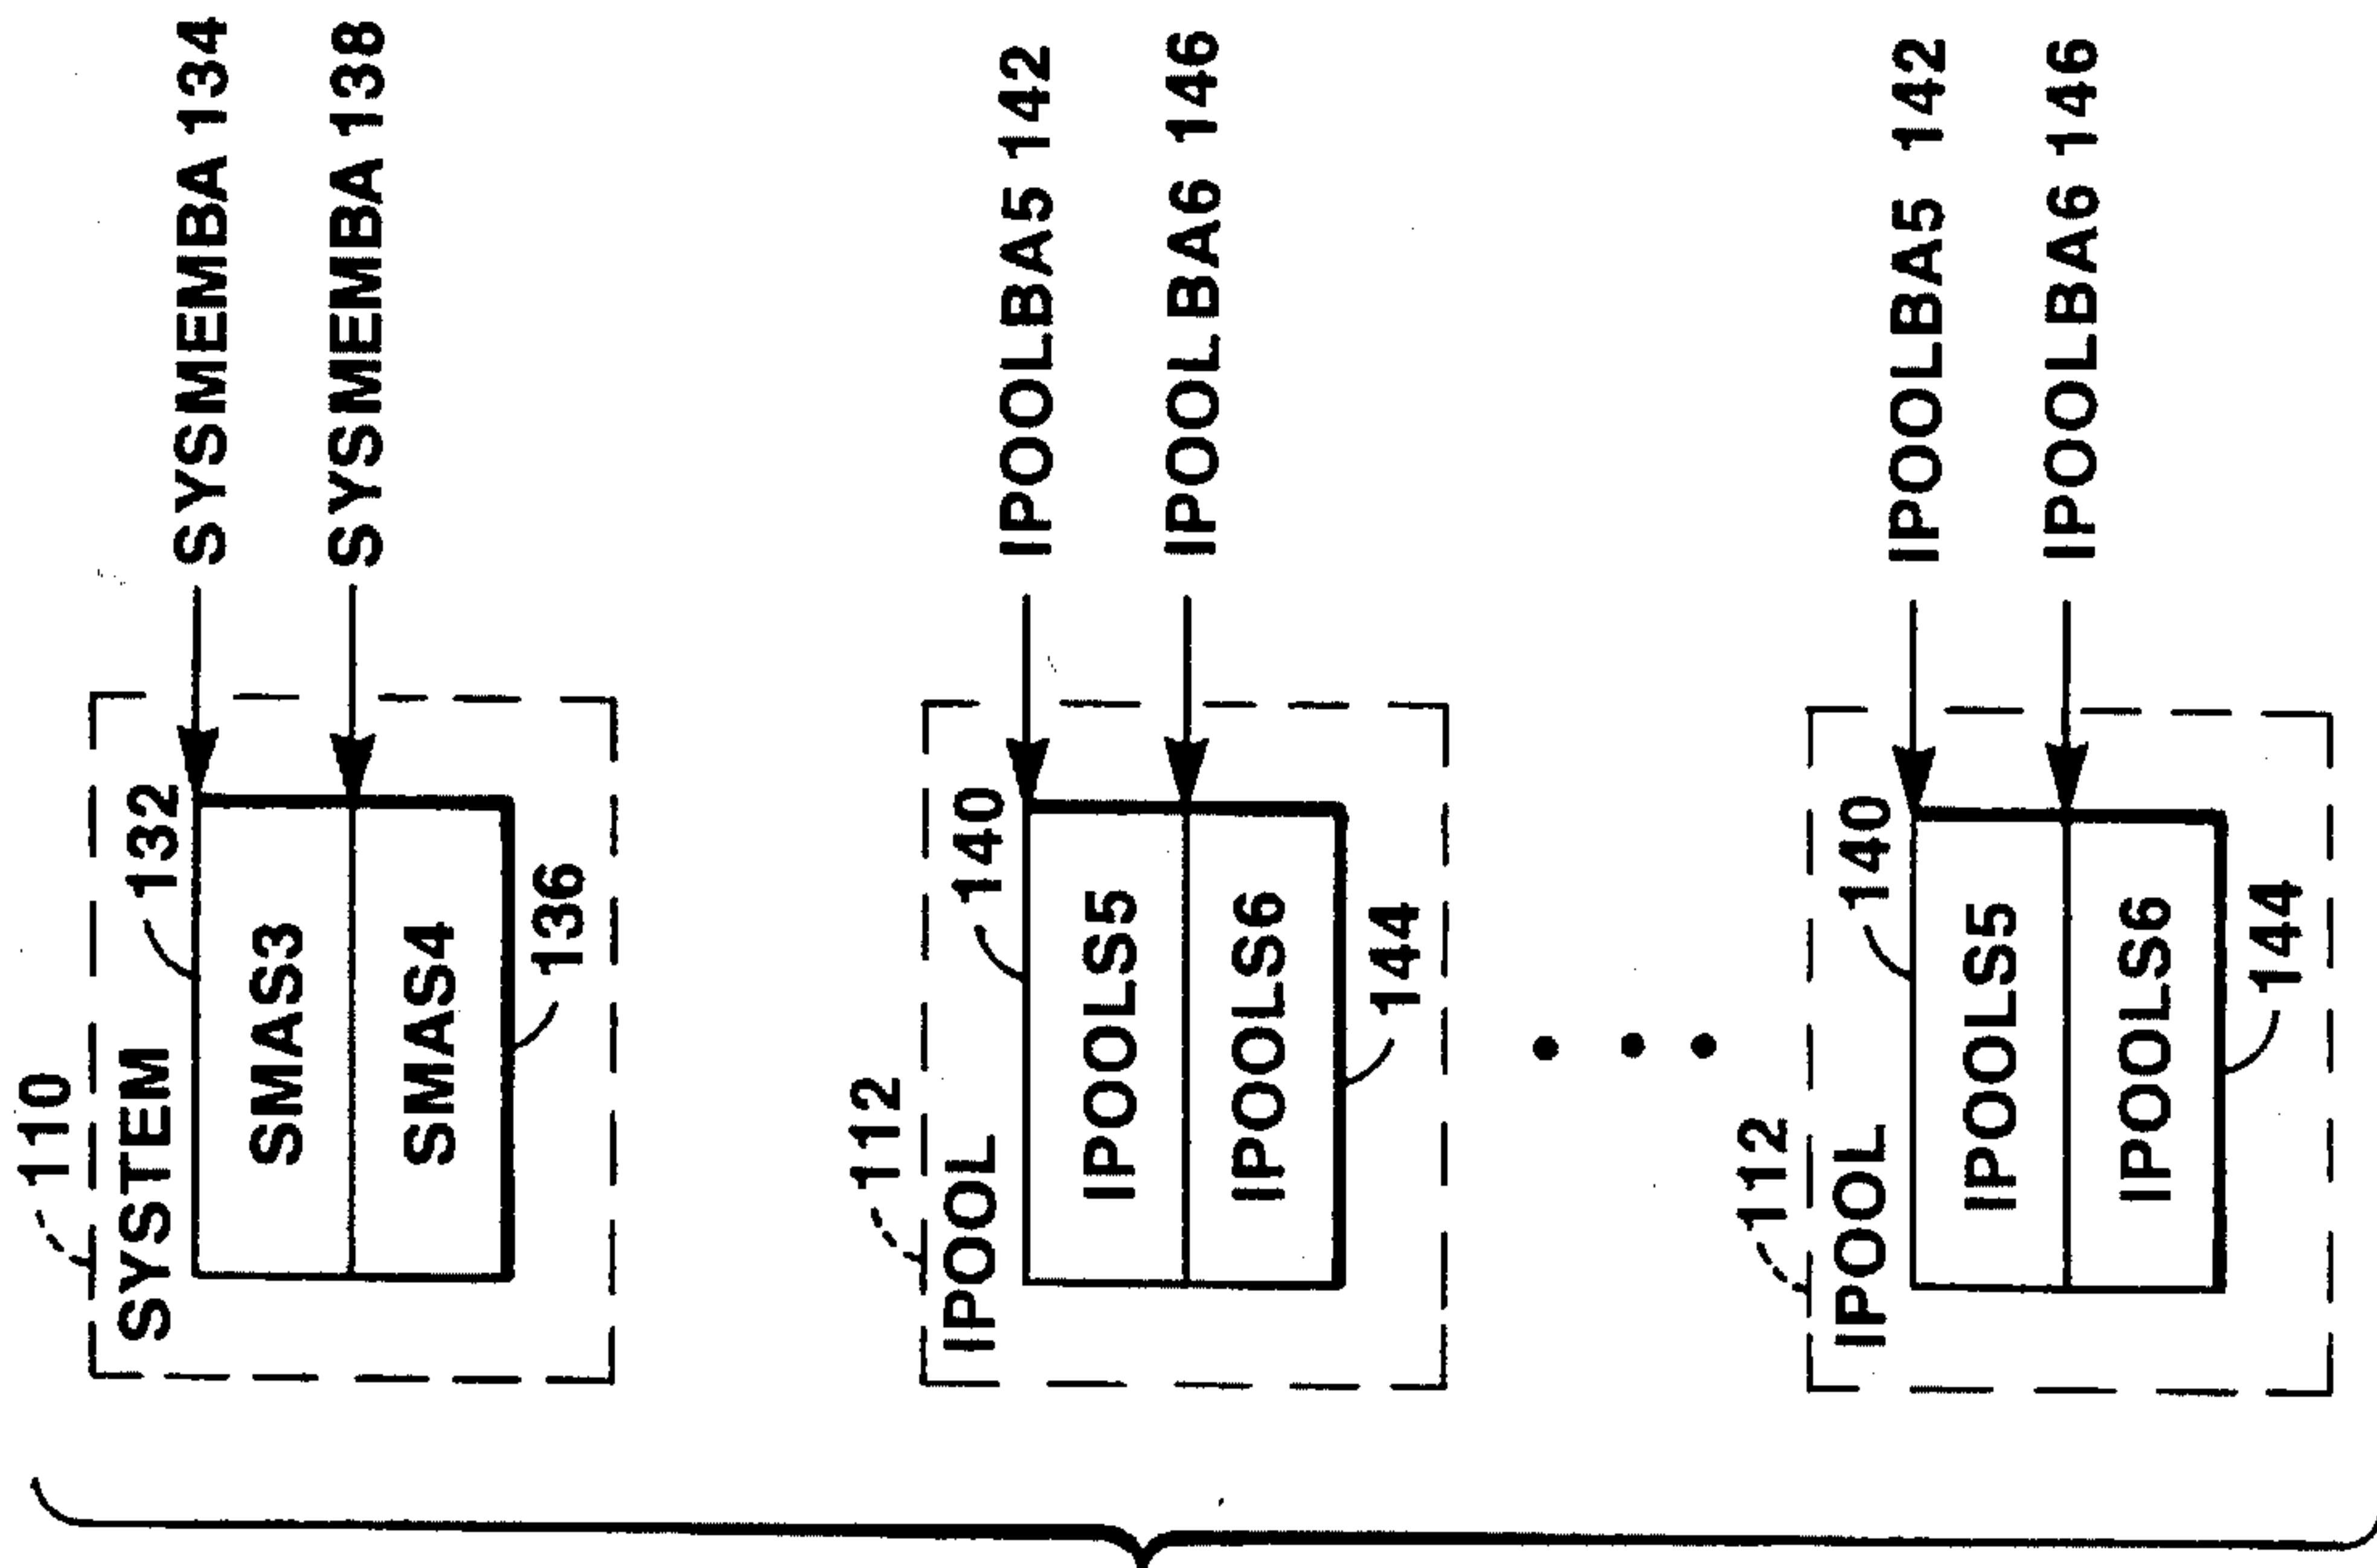 110
SYSTEM
132
SMAS3
SMAS4
136
SYSMEMBA 134
SYSMEMBA 138
112
IPOOL
140
IPOOLS5
IPOOLS6
144
IPOOLBA5 142
IPOOLBA6 146
112
IPOOL
140
IPOOLS5
IPOOLS6
144
IPOOLBA5 142
IPOOLBA6 146